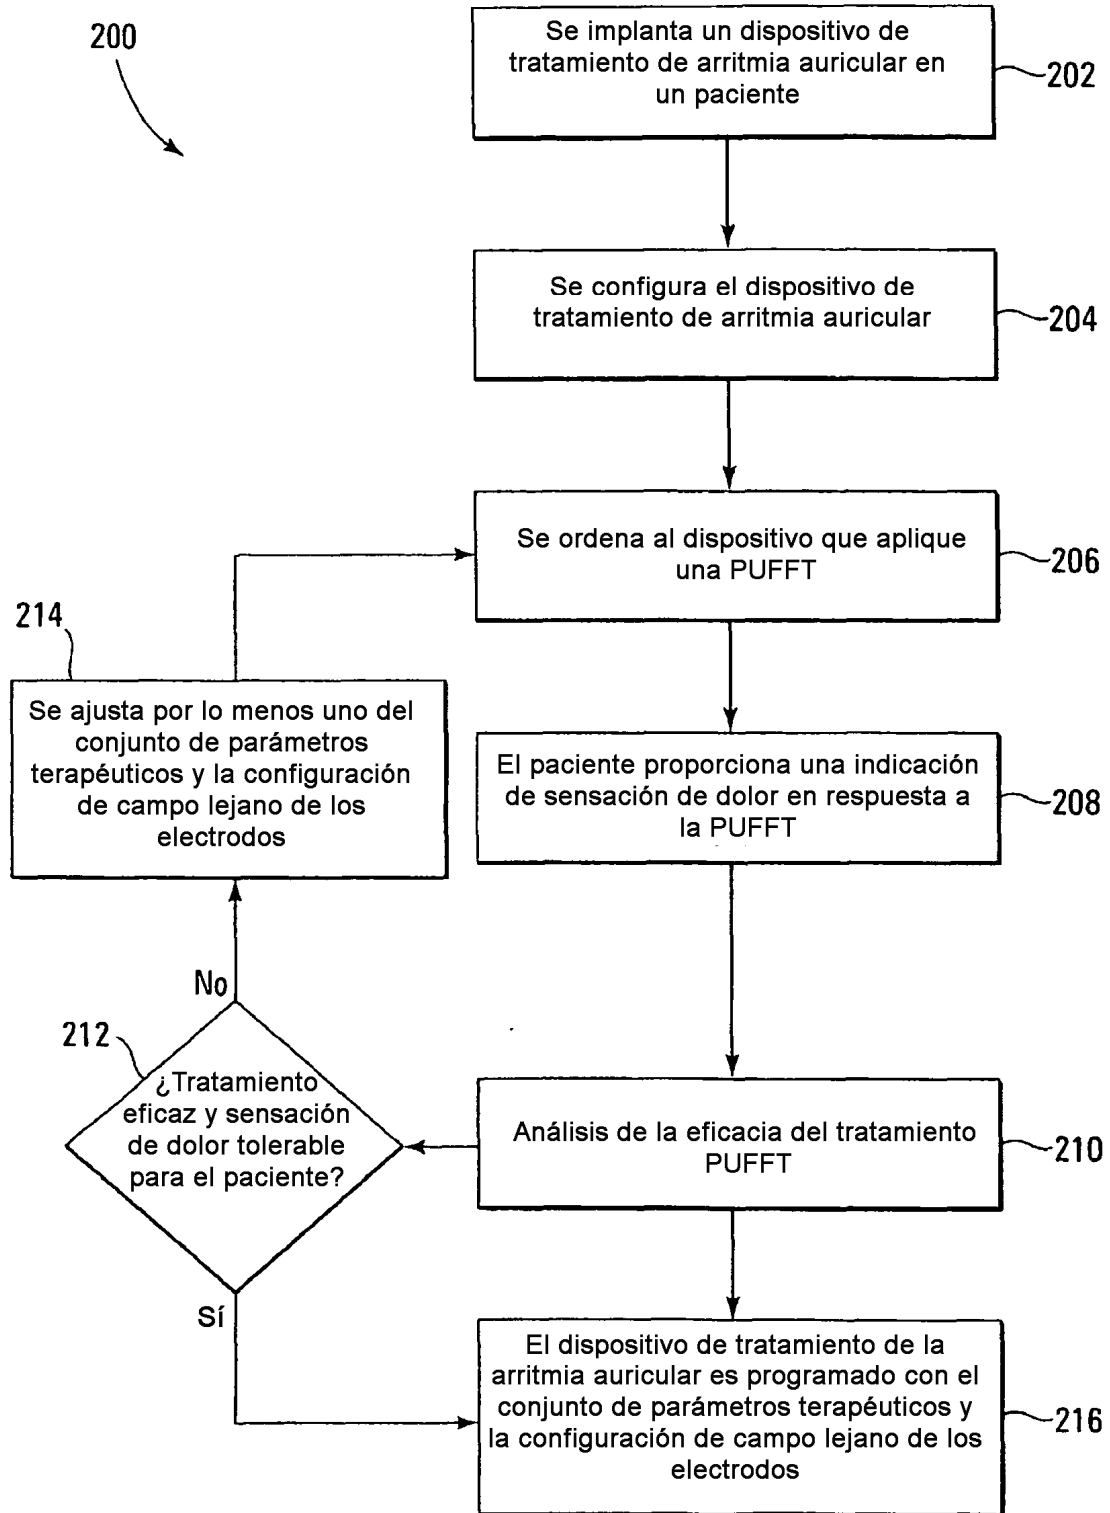 200
Se implanta un dispositivo de
tratamiento de arritmia auricular en
un paciente
202
Se configura el dispositivo de
tratamiento de arritmia auricular
204
Se ordena al dispositivo que aplique
una PUFFT
206
214
Se ajusta por lo menos uno del
conjunto de parámetros
terapéuticos y la configuración
de campo lejano de los
electrodos
El paciente proporciona una indicación
de sensación de dolor en respuesta a
la PUFFT
208
No
212
¿Tratamiento
eficaz y sensación
de dolor tolerable
para el paciente?
Análisis de la eficacia del tratamiento
PUFFT
210
Sí
El dispositivo de tratamiento de la
arritmia auricular es programado con el
conjunto de parámetros terapéuticos y
la configuración de campo lejano de los
electrodos
216